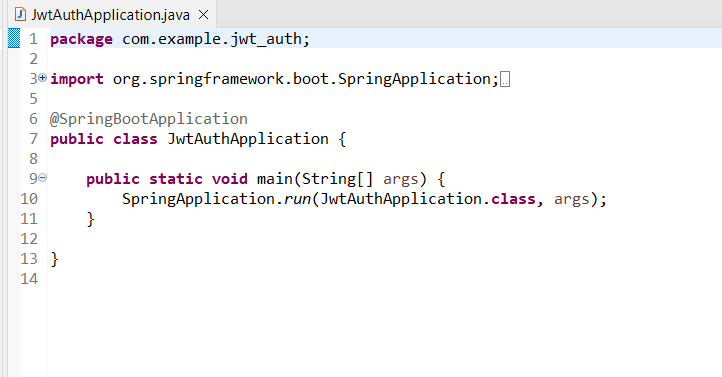 JwtAuthApplication.java
1 package com.example.jwt_auth;
2
3 import org.springframework.boot.SpringApplication;
5
6 @SpringBootApplication
7 public class JwtAuthApplication {
8
9 public static void main(String[] args) {
10 SpringApplication.run(JwtAuthApplication.class, args);
11 }
12
13 }
14